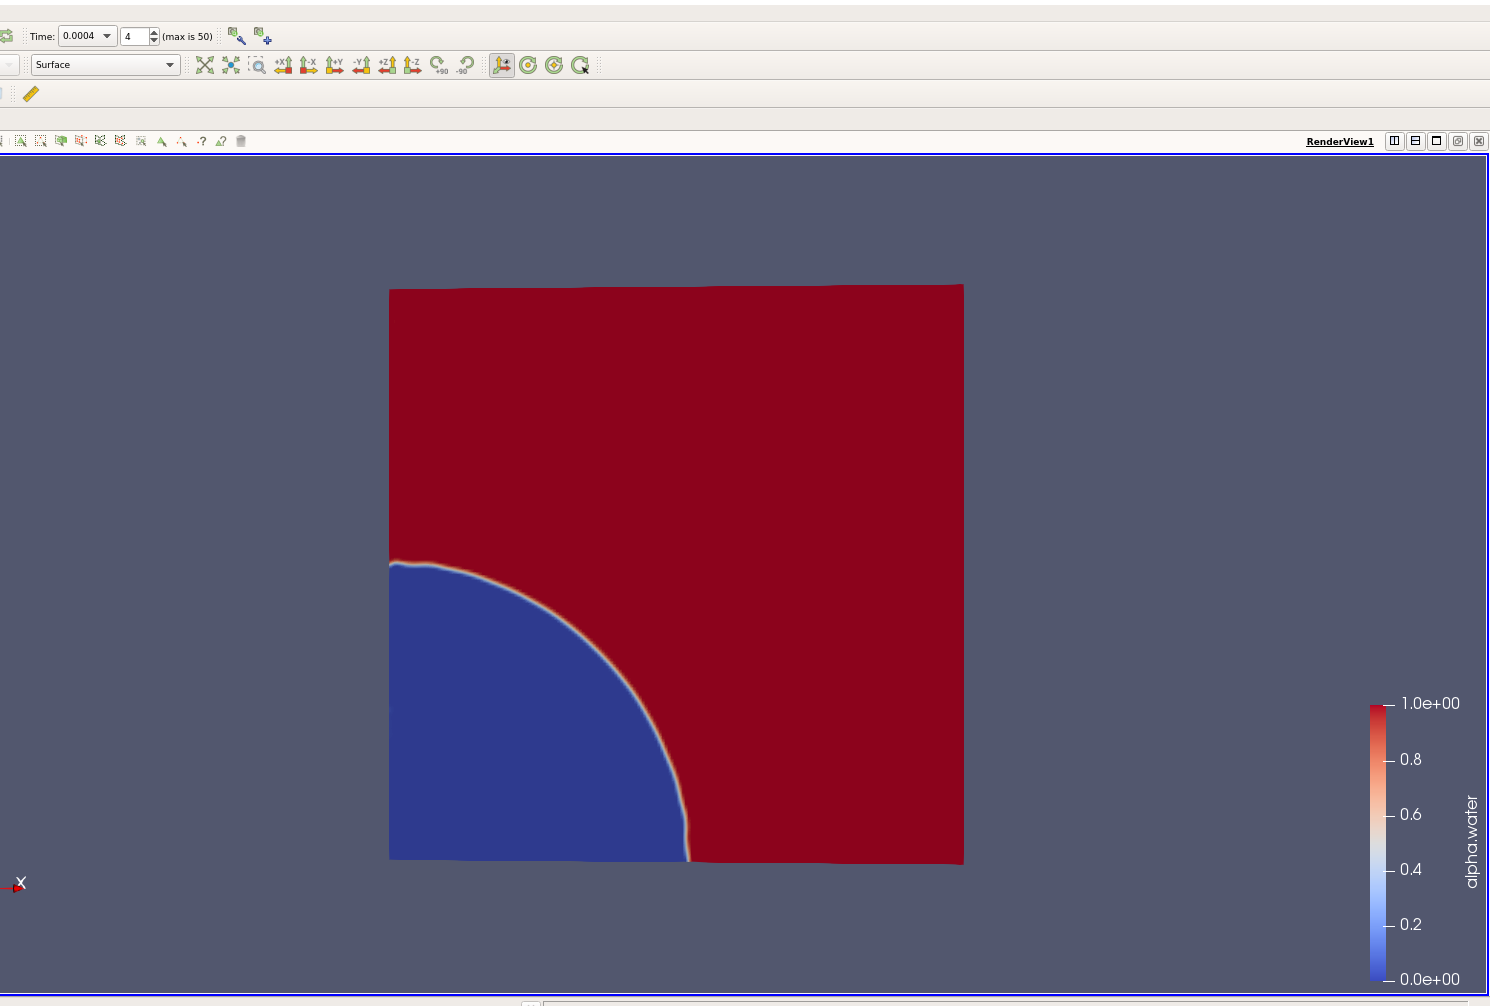 Time: 0.0004 4 (max is 50)
Surface
+X -X +Y -Y +Z -Z +90 -90
? ?
RenderView1
1.0e+00
0.8
0.6
0.4
0.2
0.0e+00
alpha.water
X